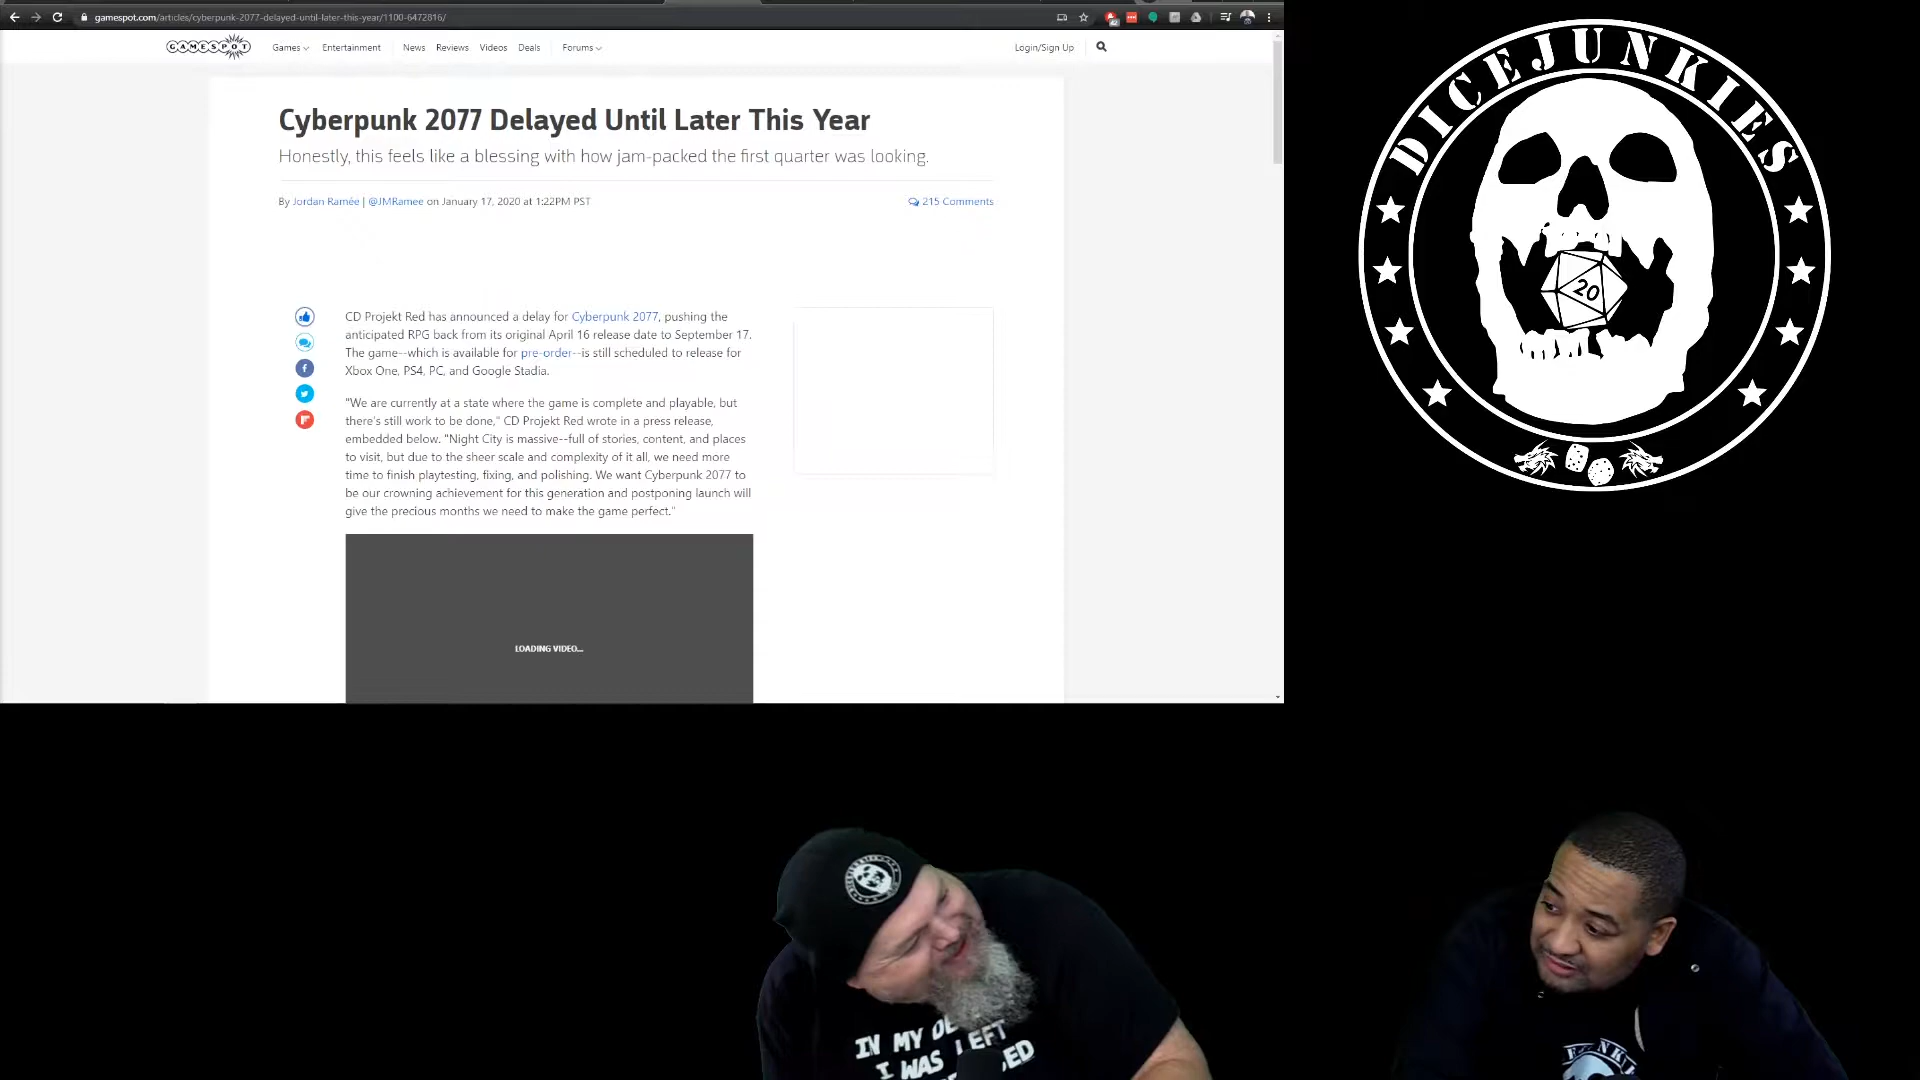 gamespot.com/articles/cyberpunk-2077-delayed-until-later-this-year/1100-6472816/
GAMESPOT
Games
Entertainment
News
Reviews
Videos
Deals
Forums
Login/Sign Up
Cyberpunk 2077 Delayed Until Later This Year
Honestly, this feels like a blessing with how jam-packed the first quarter was looking.
By Jordan Ramée | @JMRamee on January 17, 2020 at 1:22PM PST
215 Comments
CD Projekt Red has announced a delay for Cyberpunk 2077, pushing the
anticipated RPG back from its original April 16 release date to September 17.
The game--which is available for pre-order--is still scheduled to release for
Xbox One, PS4, PC, and Google Stadia.
"We are currently at a state where the game is complete and playable, but
there's still work to be done," CD Projekt Red wrote in a press release,
embedded below. "Night City is massive--full of stories, content, and places
to visit, but due to the sheer scale and complexity of it all, we need more
time to finish playtesting, fixing, and polishing. We want Cyberpunk 2077 to
be our crowning achievement for this generation and postponing launch will
give the precious months we need to make the game perfect."
LOADING VIDEO...
DICEJUNKIES
20
IN MY
I WAS LEFT